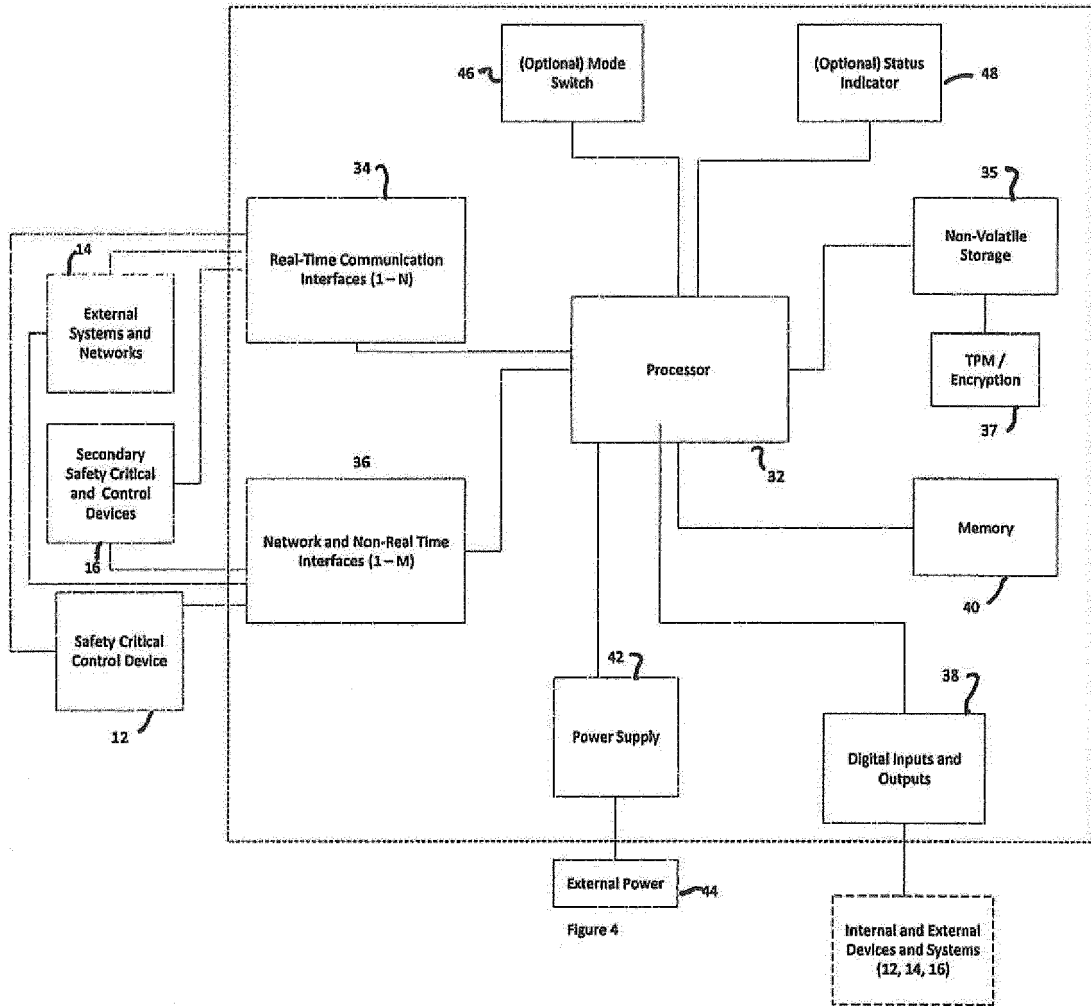 46
(Optional) Mode
Switch
(Optional) Status
Indicator
48
34
35
Real-Time Communication
Interfaces (1 – N)
Non-Volatile
Storage
14
External
Systems and
Networks
Processor
TPM /
Encryption
37
Secondary
Safety Critical
and Control
Devices
16
36
32
Network and Non-Real Time
Interfaces (1 – M)
Memory
40
Safety Critical
Control Device
12
42
Power Supply
38
Digital Inputs and
Outputs
External Power
44
Figure 4
Internal and External
Devices and Systems
(12, 14, 16)